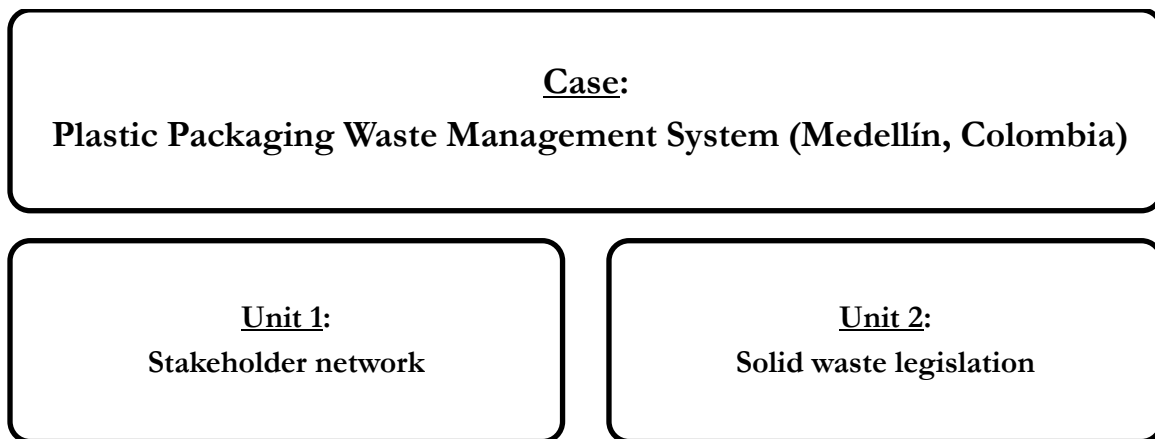 Case:
Plastic Packaging Waste Management System (Medellín, Colombia)
Unit 1:
Stakeholder network
Unit 2:
Solid waste legislation